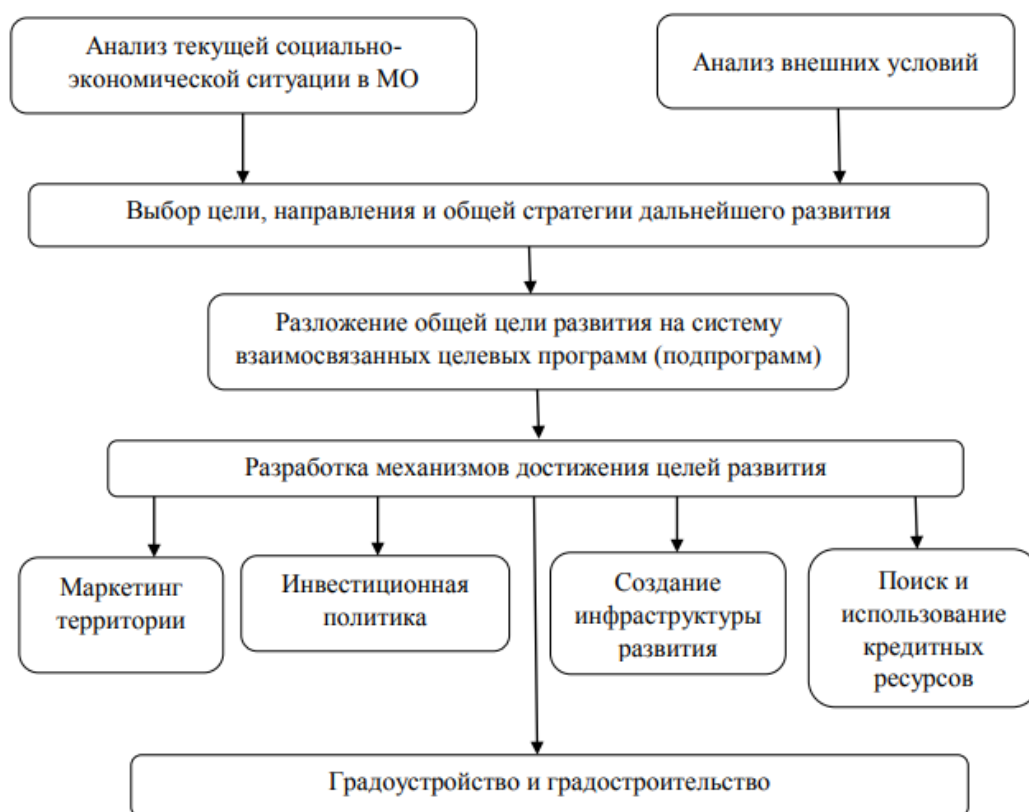 Анализ текущей социально-
экономической ситуации в МО
Анализ внешних условий
Выбор цели, направления и общей стратегии дальнейшего развития
Разложение общей цели развития на систему
взаимосвязанных целевых программ (подпрограмм)
Разработка механизмов достижения целей развития
Маркетинг
территории
Инвестиционная
политика
Создание
инфраструктуры
развития
Поиск и
использование
кредитных
ресурсов
Градоустройство и градостроительство